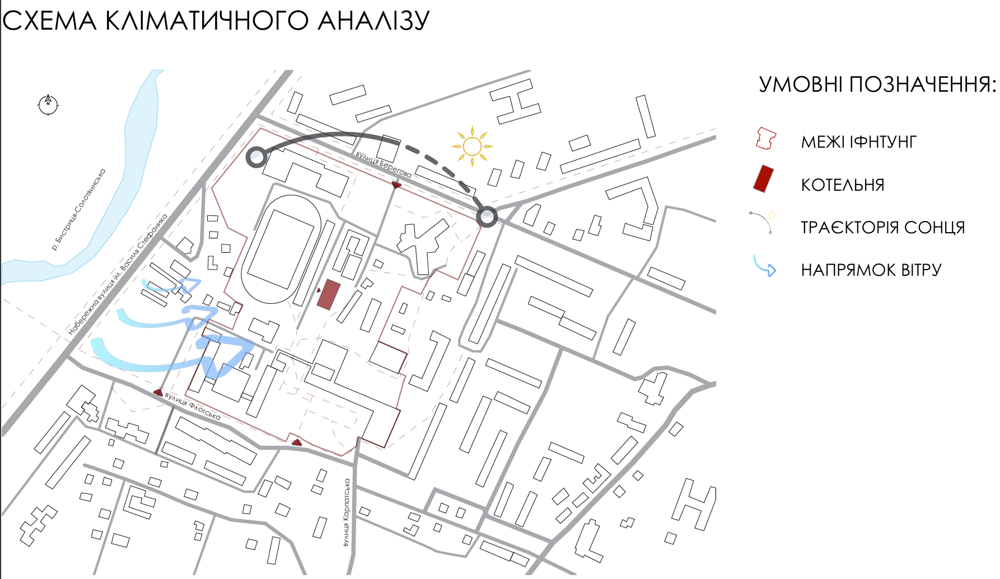 СХЕМА КЛІМАТИЧНОГО АНАЛІЗУ
УМОВНІ ПОЗНАЧЕННЯ:
N
МЕЖІ ІФНТУНГ
КОТЕЛЬНЯ
ТРАЄКТОРІЯ СОНЦЯ
НАПРЯМОК ВІТРУ
вулиця Берегова
р. Бистриця-Солотвинська
Набережна вулиця ім. Василя Стефаника
вулиця Флотська
вулиця Карпатська